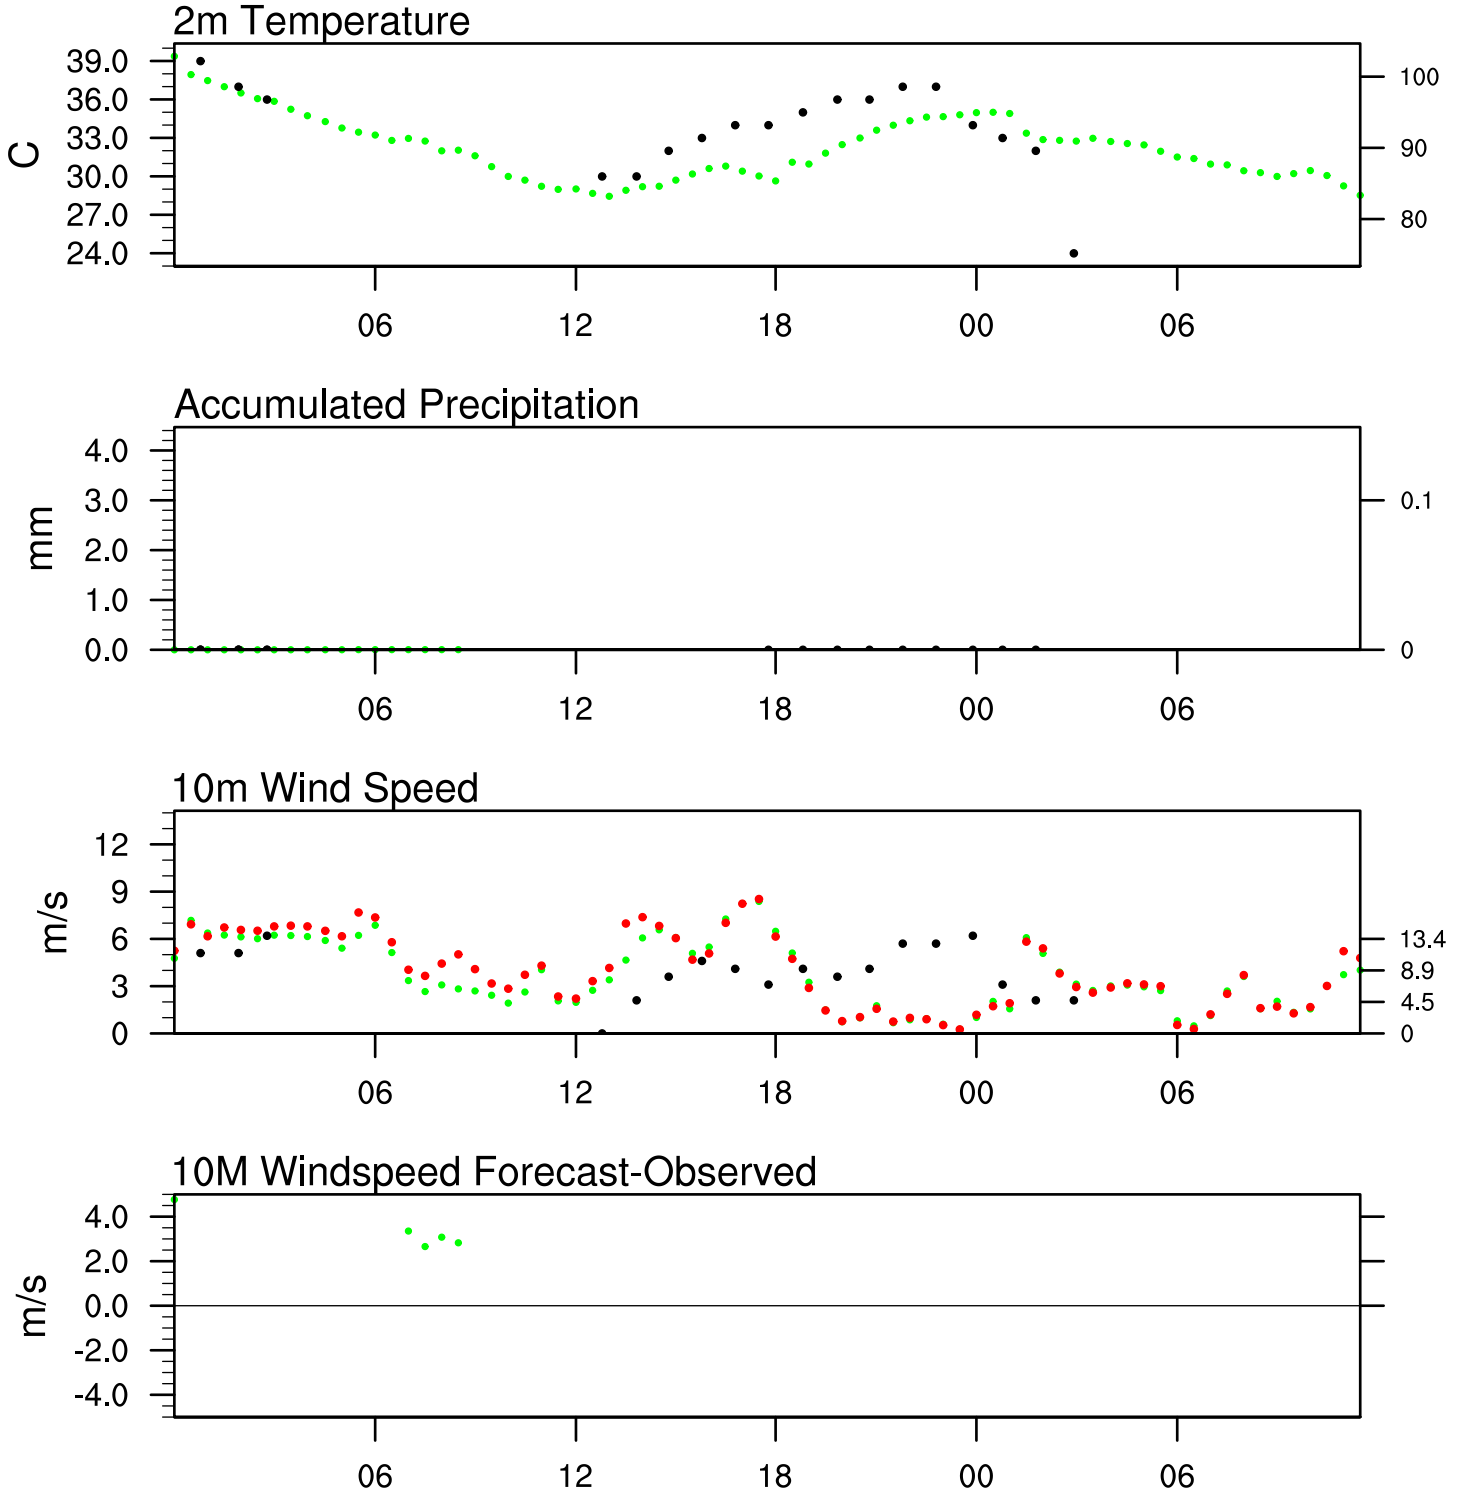 2m Temperature
39.0
36.0
33.0
30.0
27.0
24.0
C
100
90
80
06 12 18 00 06
Accumulated Precipitation
4.0
3.0
2.0
1.0
0.0
mm
0.1
0
06 12 18 00 06
10m Wind Speed
12
9
6
3
0
m/s
13.4
8.9
4.5
0
06 12 18 00 06
10M Windspeed Forecast-Observed
4.0
2.0
0.0
-2.0
-4.0
m/s
06 12 18 00 06